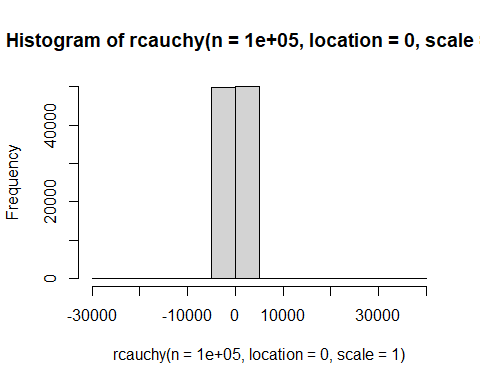 Histogram of rcauchy(n = 1e+05, location = 0, scale =
Frequency
40000
20000
0
-30000 -10000 0 10000 30000
rcauchy(n = 1e+05, location = 0, scale = 1)